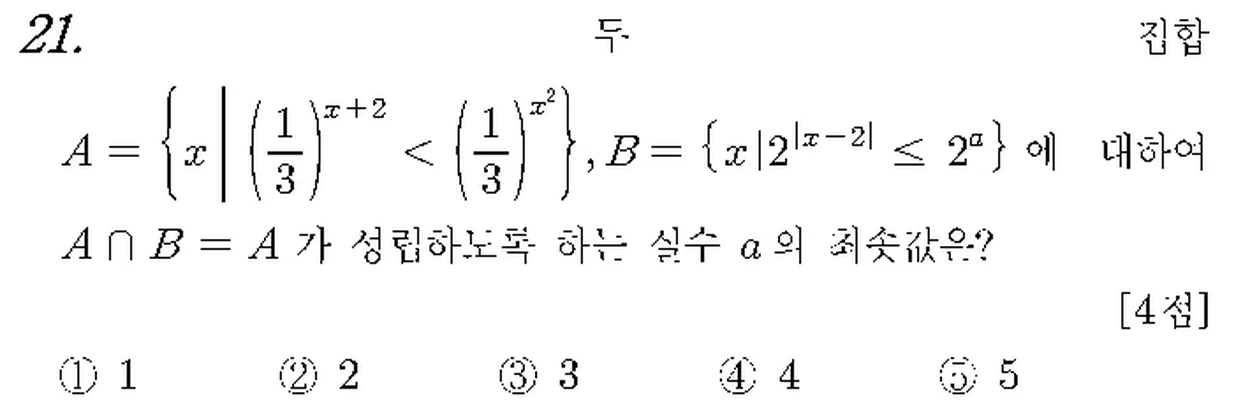 21. 두 집합
A = {x | (1/3)^{x+2} < (1/3)^{x^2}}, B = {x | 2^{|x-2|} ≤ 2^a} 에 대하여
A ∩ B = A 가 성립하도록 하는 실수 a 의 최솟값은?
[4점]
① 1 ② 2 ③ 3 ④ 4 ⑤ 5